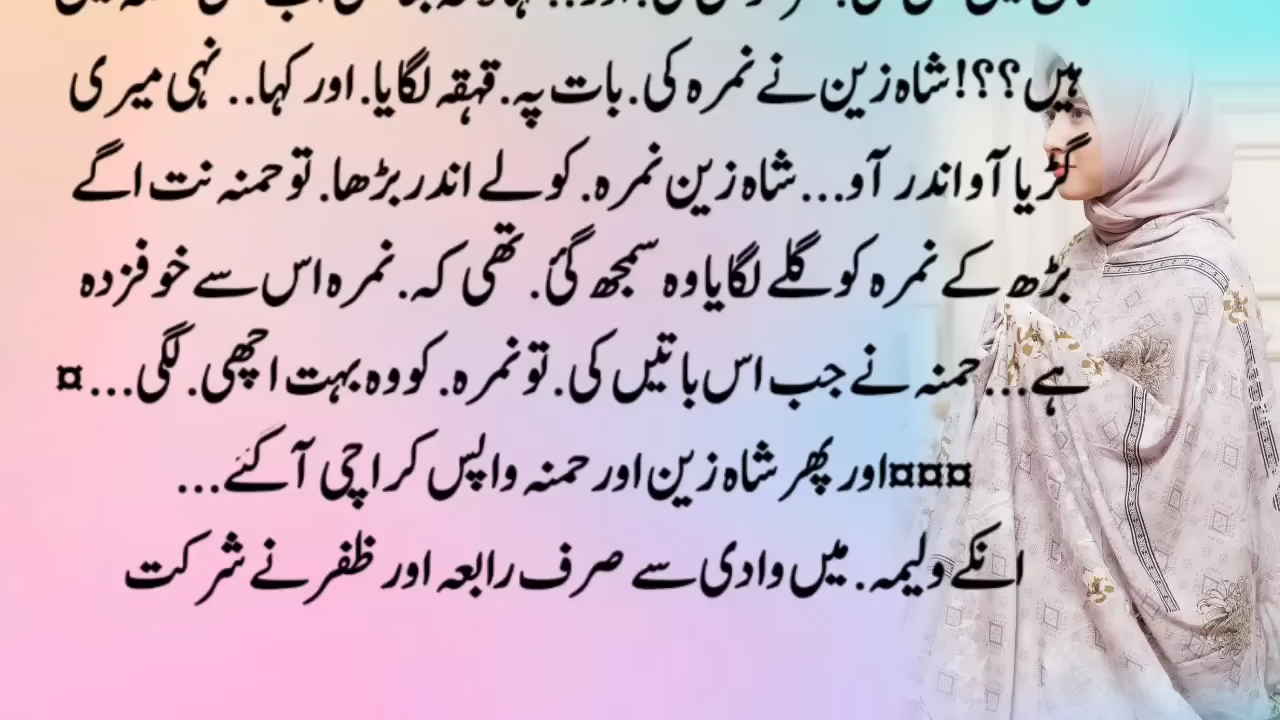 ہیں؟؟؟! شاہ زین نے نمرہ کی. بات پہ. قہقہ لگایا. اور کہا.. نہی میری
گڑیا آو اندر آو... شاہ زین نمرہ. کو لے اندر بڑھا. تو حمنہ نت اگے
بڑھ کے نمرہ کو گلے لگایا وہ سمجھ گئ. تھی کہ. نمرہ اس سے خوفزدہ
ہے... حمنہ نے جب اس باتیں کی. تو نمرہ. کو وہ بہت اچھی. لگی... ¤
¤¤¤¤اور پھر شاہ زین اور حمنہ واپس کراچی آ گئے...
انکے ولیمہ. میں وادی سے صرف رابعہ اور ظفر نے شرکت